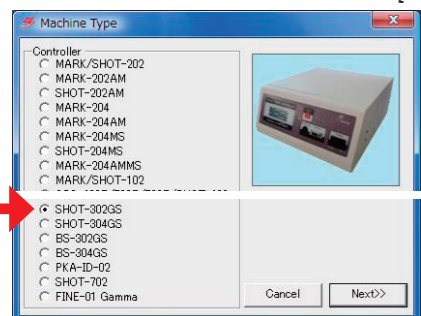 Machine Type
Controller
MARK/SHOT-202
MARK-202AM
SHOT-202AM
MARK-204
MARK-204AM
MARK-204MS
SHOT-204MS
MARK-204AMMS
MARK/SHOT-102
SHOT-302GS
SHOT-304GS
BS-302GS
BS-304GS
PKA-ID-02
SHOT-702
FINE-01 Gamma
Cancel
Next>>